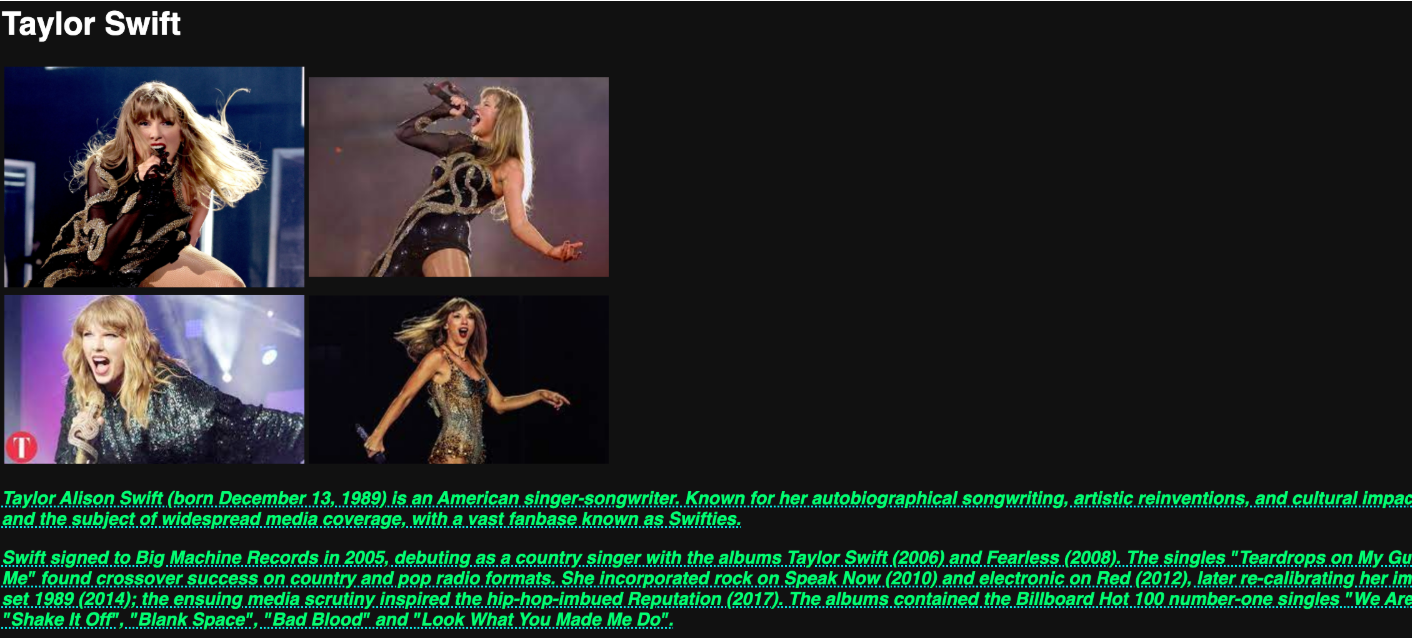 Taylor Swift
T
Taylor Alison Swift (born December 13, 1989) is an American singer-songwriter. Known for her autobiographical songwriting, artistic reinventions, and cultural impac
and the subject of widespread media coverage, with a vast fanbase known as Swifties.
Swift signed to Big Machine Records in 2005, debuting as a country singer with the albums Taylor Swift (2006) and Fearless (2008). The singles "Teardrops on My Gu
Me" found crossover success on country and pop radio formats. She incorporated rock on Speak Now (2010) and electronic on Red (2012), later re-calibrating her im
set 1989 (2014); the ensuing media scrutiny inspired the hip-hop-imbued Reputation (2017). The albums contained the Billboard Hot 100 number-one singles "We Are
"Shake It Off", "Blank Space", "Bad Blood" and "Look What You Made Me Do".